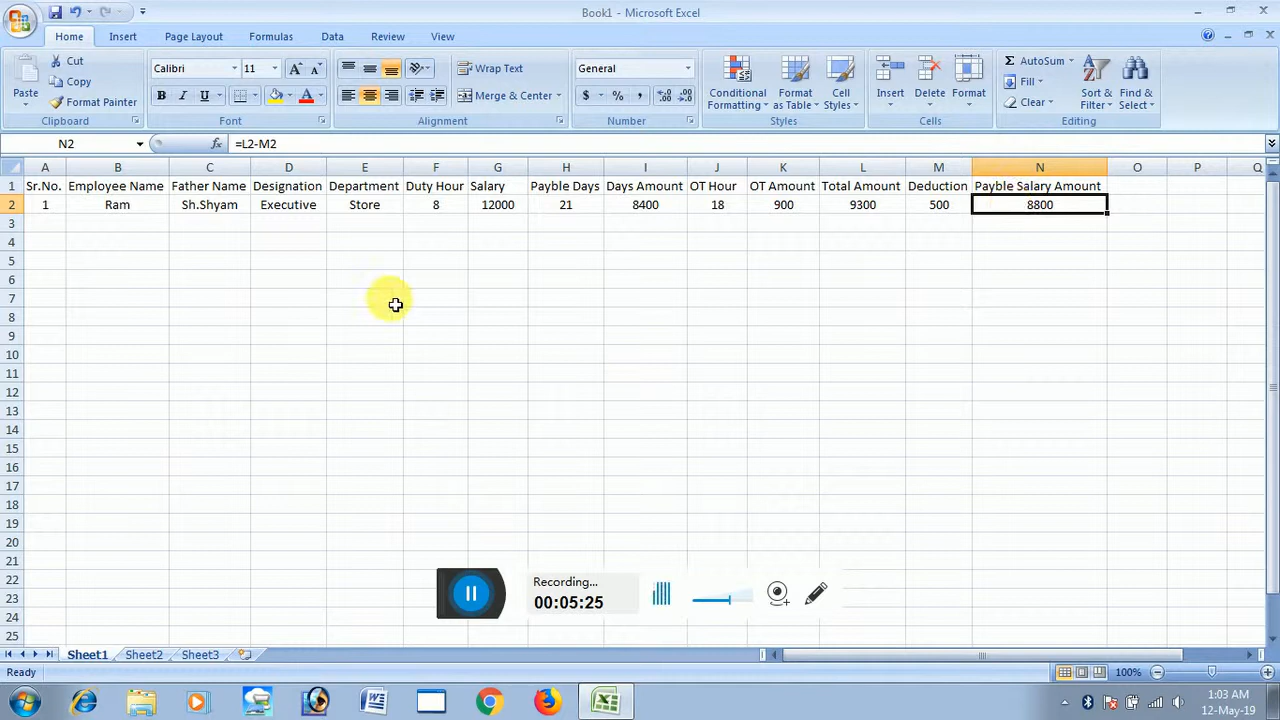 Book1 - Microsoft Excel
Home Insert Page Layout Formulas Data Review View
Paste
Cut
Copy
Format Painter
Clipboard
Calibri 11
B I U
Font
Wrap Text
Merge & Center
Alignment
General
$ % ,
Number
Conditional Formatting
Format as Table
Cell Styles
Styles
Insert
Delete
Format
Cells
Σ AutoSum
Fill
Clear
Sort & Filter
Find & Select
Editing
N2 fx =L2-M2
A B C D E F G H I J K L M N O P Q
1 Sr.No. Employee Name Father Name Designation Department Duty Hour Salary Payble Days Days Amount OT Hour OT Amount Total Amount Deduction Payble Salary Amount
2 1 Ram Sh.Shyam Executive Store 8 12000 21 8400 18 900 9300 500 8800
3
4
5
6
7
8
9
10
11
12
13
14
15
16
17
18
19
20
21
22
23
24
25
Recording...
00:05:25
Sheet1 Sheet2 Sheet3
Ready
100%
1:03 AM
12-May-19